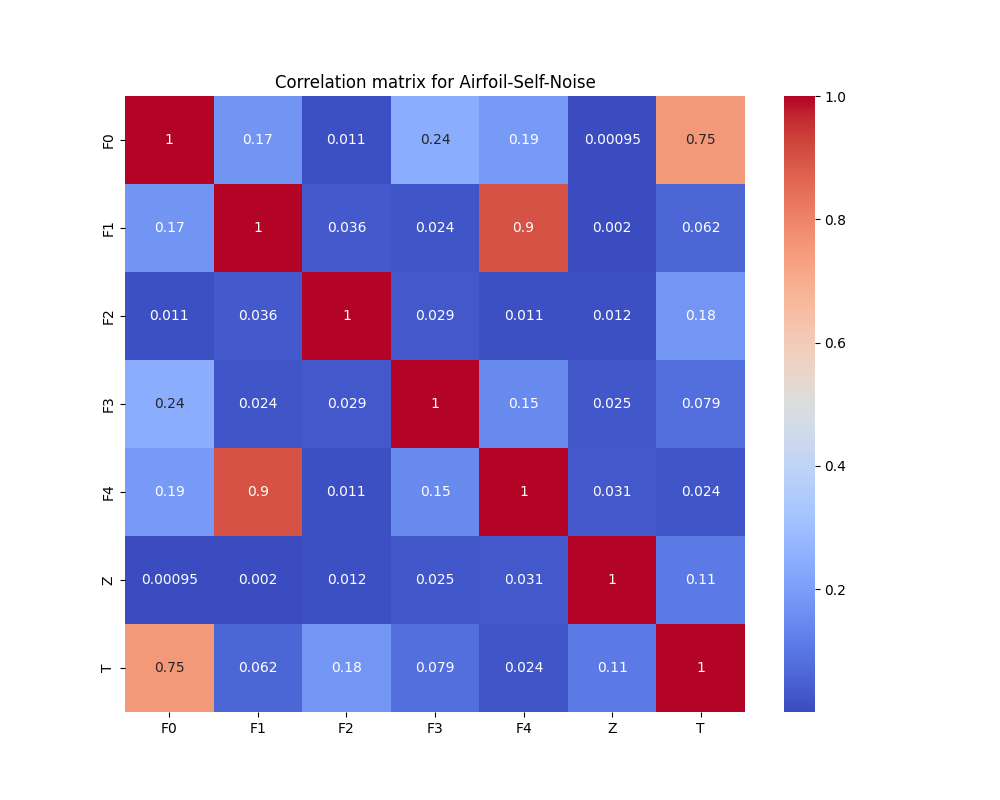 Correlation matrix for Airfoil-Self-Noise
F0 1 0.17 0.011 0.24 0.19 0.00095 0.75
F1 0.17 1 0.036 0.024 0.9 0.002 0.062
F2 0.011 0.036 1 0.029 0.011 0.012 0.18
F3 0.24 0.024 0.029 1 0.15 0.025 0.079
F4 0.19 0.9 0.011 0.15 1 0.031 0.024
Z 0.00095 0.002 0.012 0.025 0.031 1 0.11
T 0.75 0.062 0.18 0.079 0.024 0.11 1
F0 F1 F2 F3 F4 Z T
1.0
0.8
0.6
0.4
0.2